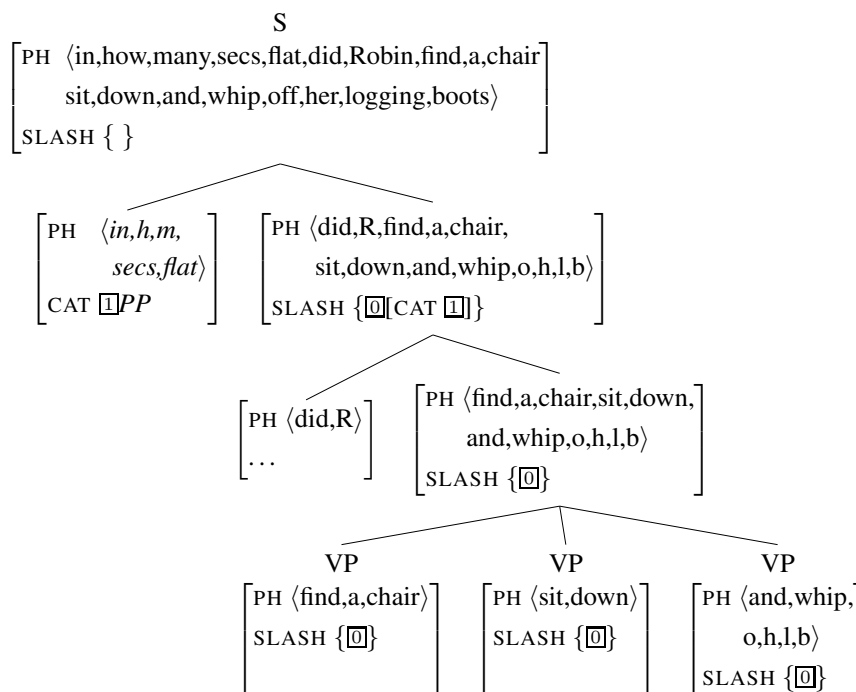 S
PH ⟨in,how,many,secs,flat,did,Robin,find,a,chair
sit,down,and,whip,off,her,logging,boots⟩
SLASH { }
PH ⟨in,h,m,
secs,flat⟩
CAT 1PP
PH ⟨did,R,find,a,chair,
sit,down,and,whip,o,h,l,b⟩
SLASH {0[CAT 1]}
PH ⟨did,R⟩
...
PH ⟨find,a,chair,sit,down,
and,whip,o,h,l,b⟩
SLASH {0}
VP
PH ⟨find,a,chair⟩
SLASH {0}
VP
PH ⟨sit,down⟩
SLASH {0}
VP
PH ⟨and,whip,
o,h,l,b⟩
SLASH {0}